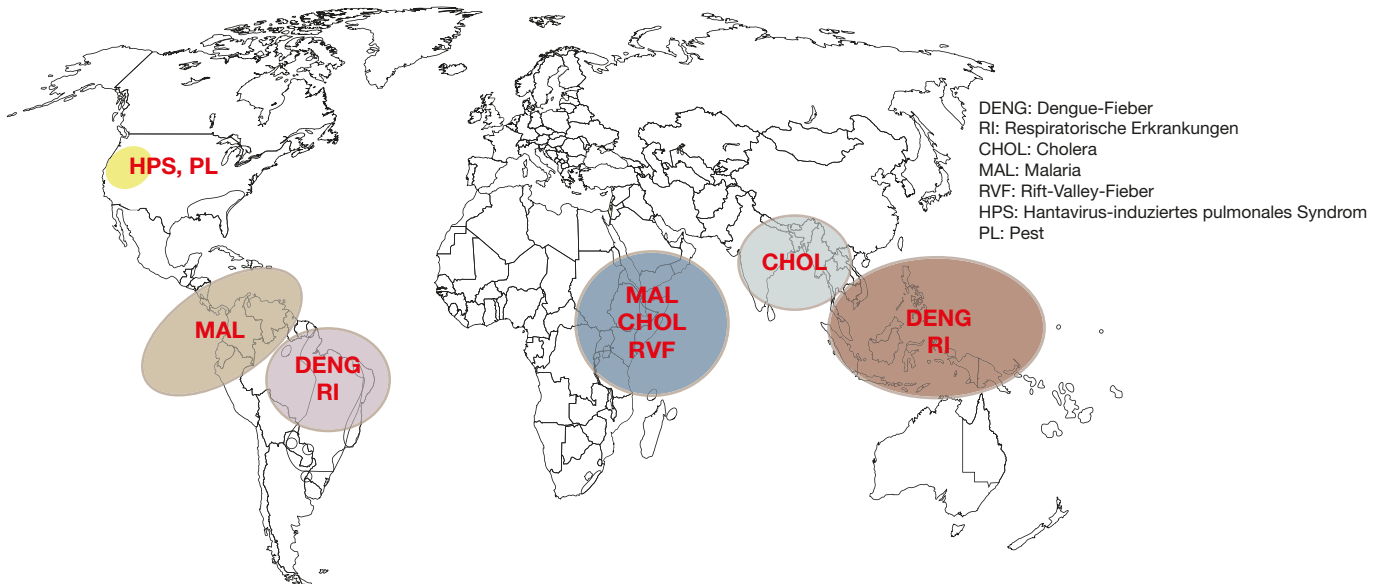 DENG: Dengue-Fieber
RI: Respiratorische Erkrankungen
CHOL: Cholera
MAL: Malaria
RVF: Rift-Valley-Fieber
HPS: Hantavirus-induziertes pulmonales Syndrom
PL: Pest
HPS, PL
MAL
DENG
RI
MAL
CHOL
RVF
CHOL
DENG
RI